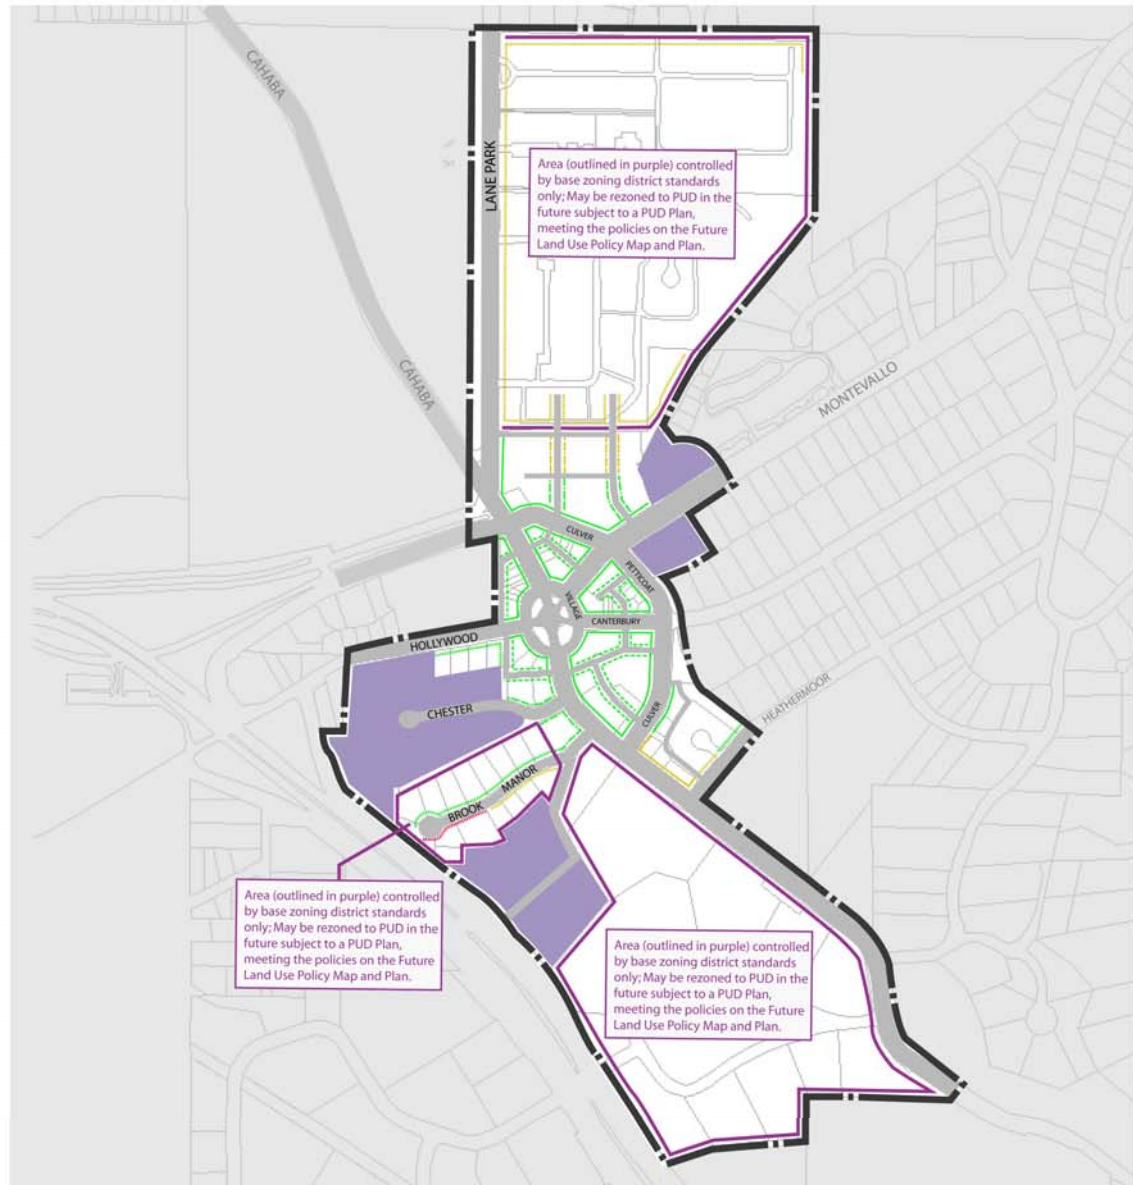 CAHABA
LANE PARK
Area (outlined in purple) controlled
by base zoning district standards
only; May be rezoned to PUD in the
future subject to a PUD Plan,
meeting the policies on the Future
Land Use Policy Map and Plan.
CAHABA
MONTEVALLO
CULVER
PETTICOAT
VILLAGE
CANTERBURY
HOLLYWOOD
HEATHERMOOR
CHESTER
CULVER
MANOR
BROOK
Area (outlined in purple) controlled
by base zoning district standards
only; May be rezoned to PUD in the
future subject to a PUD Plan,
meeting the policies on the Future
Land Use Policy Map and Plan.
Area (outlined in purple) controlled
by base zoning district standards
only; May be rezoned to PUD in the
future subject to a PUD Plan,
meeting the policies on the Future
Land Use Policy Map and Plan.